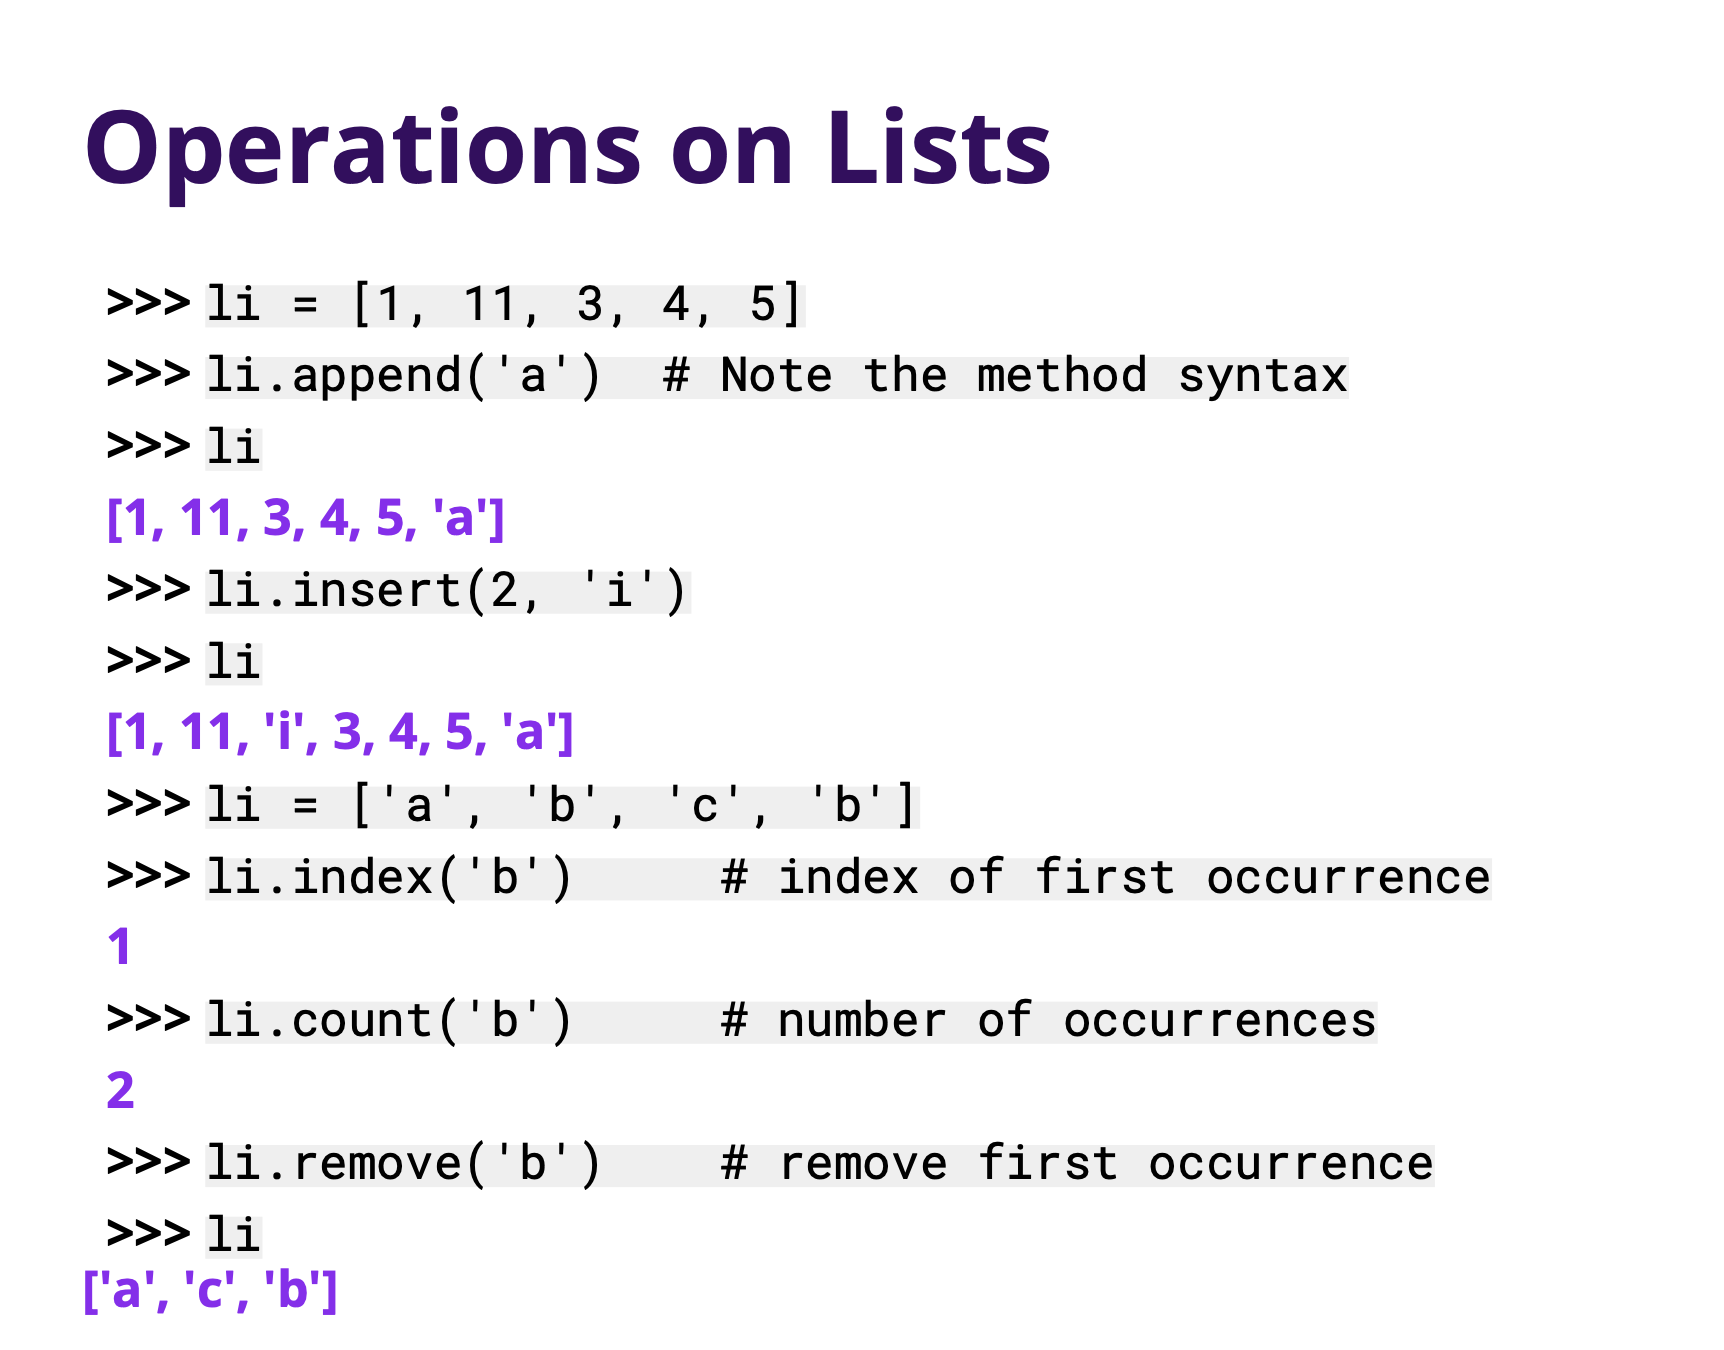 Operations on Lists
>>> li = [1, 11, 3, 4, 5]
>>> li.append('a')  # Note the method syntax
>>> li
[1, 11, 3, 4, 5, 'a']
>>> li.insert(2, 'i')
>>> li
[1, 11, 'i', 3, 4, 5, 'a']
>>> li = ['a', 'b', 'c', 'b']
>>> li.index('b')     # index of first occurrence
1
>>> li.count('b')     # number of occurrences
2
>>> li.remove('b')    # remove first occurrence
>>> li
['a', 'c', 'b']